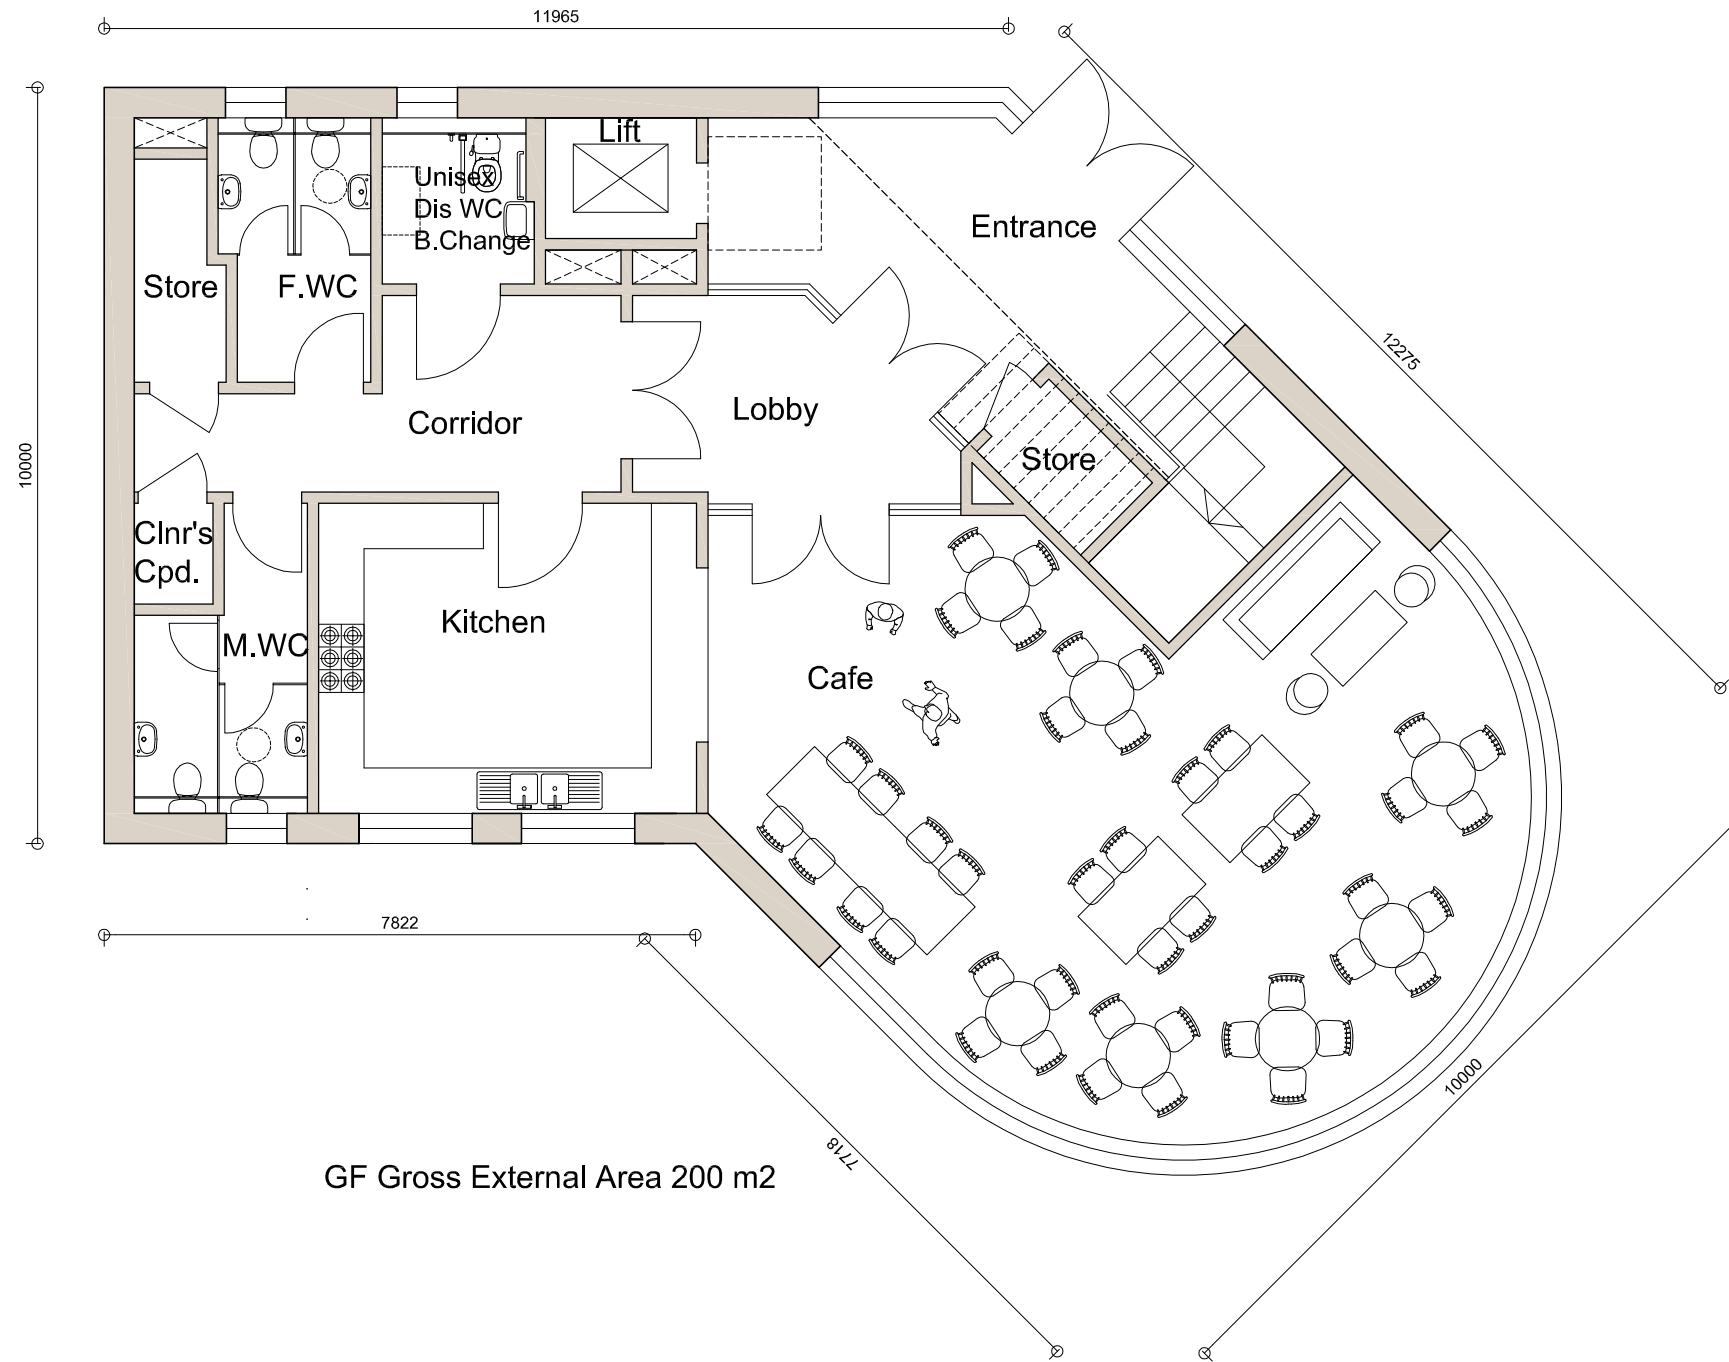 11965
Lift
Unisex
Dis WC
B.Change
Entrance
Store
F.WC
12275
Corridor
Lobby
Store
10000
Clnr's
Cpd.
Kitchen
M.WC
Cafe
7822
10000
7718
GF Gross External Area 200 m2